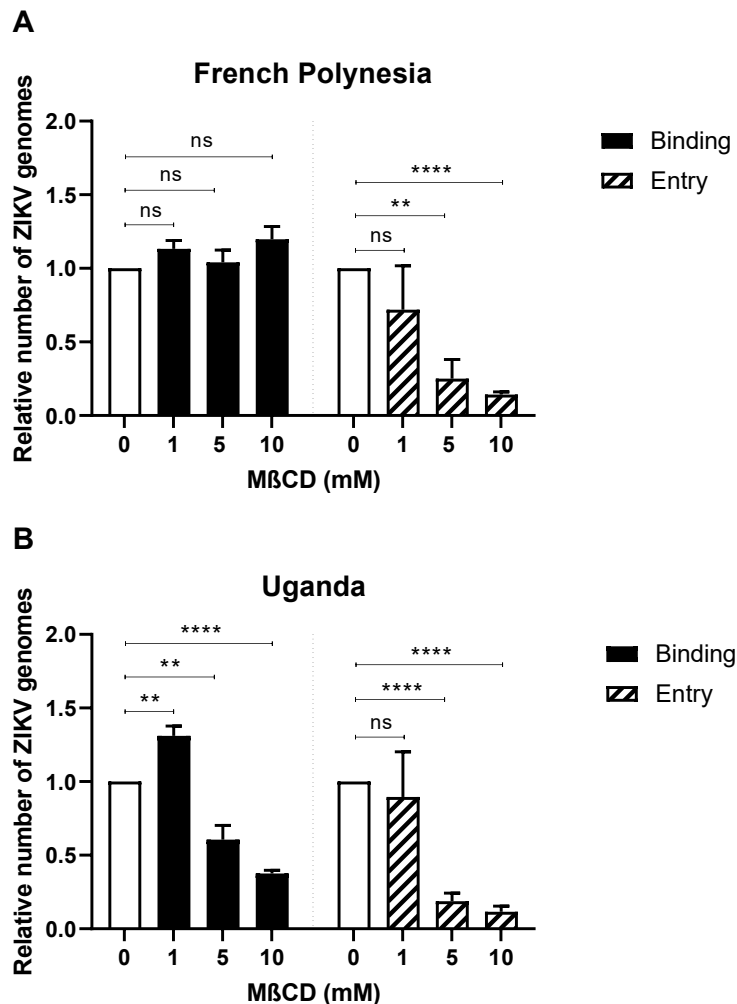 A
French Polynesia
Relative number of ZIKV genomes
2.0
1.5
1.0
0.5
0.0
ns
ns
ns
****
**
ns
0 1 5 10 0 1 5 10
MßCD (mM)
Binding
Entry
B
Uganda
Relative number of ZIKV genomes
2.0
1.5
1.0
0.5
0.0
****
**
**
****
****
ns
0 1 5 10 0 1 5 10
MßCD (mM)
Binding
Entry